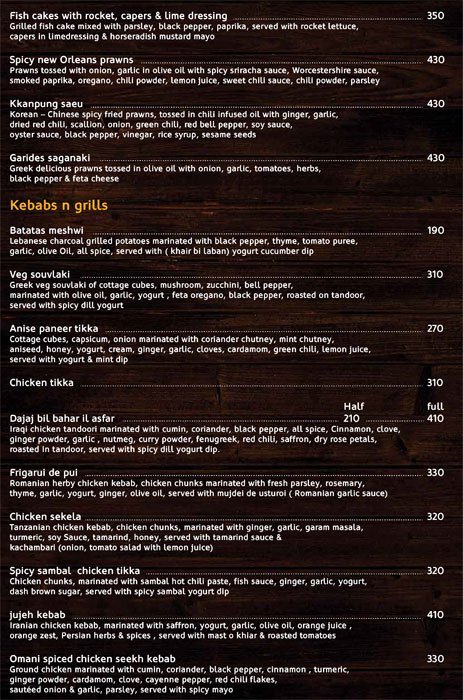 Fish cakes with rocket, capers & lime dressing 350
Grilled fish cake mixed with parsley, black pepper, paprika, served with rocket lettuce,
capers in limedressing & horseradish mustard mayo
Spicy new Orleans prawns 430
Prawns tossed with onion, garlic in olive oil with spicy sriracha sauce, Worcestershire sauce,
smoked paprika, oregano, chili powder, lemon juice, sweet chili sauce, chili powder, parsley
Kkanpung saeu 430
Korean – Chinese spicy fried prawns, tossed in chili infused oil with ginger, garlic,
dried red chili, scallion, onion, green chili, red bell pepper, soy sauce,
oyster sauce, black pepper, vinegar, rice syrup, sesame seeds
Garides saganaki 430
Greek delicious prawns tossed in olive oil with onion, garlic, tomatoes, herbs,
black pepper & feta cheese
Kebabs n grills
Batatas meshwi 190
Lebanese charcoal grilled potatoes marinated with black pepper, thyme, tomato puree,
garlic, olive Oil, all spice, served with ( khair bi laban) yogurt cucumber dip
Veg souvlaki 310
Greek veg souvlaki of cottage cubes, mushroom, zucchini, bell pepper,
marinated with olive oil, garlic, yogurt , feta oregano, black pepper, roasted on tandoor,
served with spicy dill yogurt
Anise paneer tikka 270
Cottage cubes, capsicum, onion marinated with coriander chutney, mint chutney,
aniseed, honey, yogurt, cream, ginger, garlic, cloves, cardamom, green chili, lemon juice,
served with yogurt & mint dip
Chicken tikka 310
Half full
Dajaj bil bahar il asfar 210 410
Iraqi chicken tandoori marinated with cumin, coriander, black pepper, all spice, Cinnamon, clove,
ginger powder, garlic , nutmeg, curry powder, fenugreek, red chili, saffron, dry rose petals,
roasted in tandoor, served with spicy dill yogurt dip.
Frigarui de pui 330
Romanian herby chicken kebab, chicken chunks marinated with fresh parsley, rosemary,
thyme, garlic, yogurt, ginger, olive oil, served with mujdei de usturoi ( Romanian garlic sauce)
Chicken sekela 320
Tanzanian chicken kebab, chicken chunks, marinated with ginger, garlic, garam masala,
turmeric, soy Sauce, tamarind, honey, served with tamarind sauce &
kachambari (onion, tomato salad with lemon juice)
Spicy sambal chicken tikka 320
Chicken chunks, marinated with sambal hot chili paste, fish sauce, ginger, garlic, yogurt,
dash brown sugar, served with spicy sambal yogurt dip
jujeh kebab 410
Iranian chicken kebab, marinated with saffron, yogurt, garlic, olive oil, orange juice ,
orange zest, Persian herbs & spices , served with mast o khiar & roasted tomatoes
Omani spiced chicken seekh kebab 330
Ground chicken marinated with cumin, coriander, black pepper, cinnamon , turmeric,
ginger powder, cardamom, clove, cayenne pepper, red chili flakes,
sautéed onion & garlic, parsley, served with spicy mayo